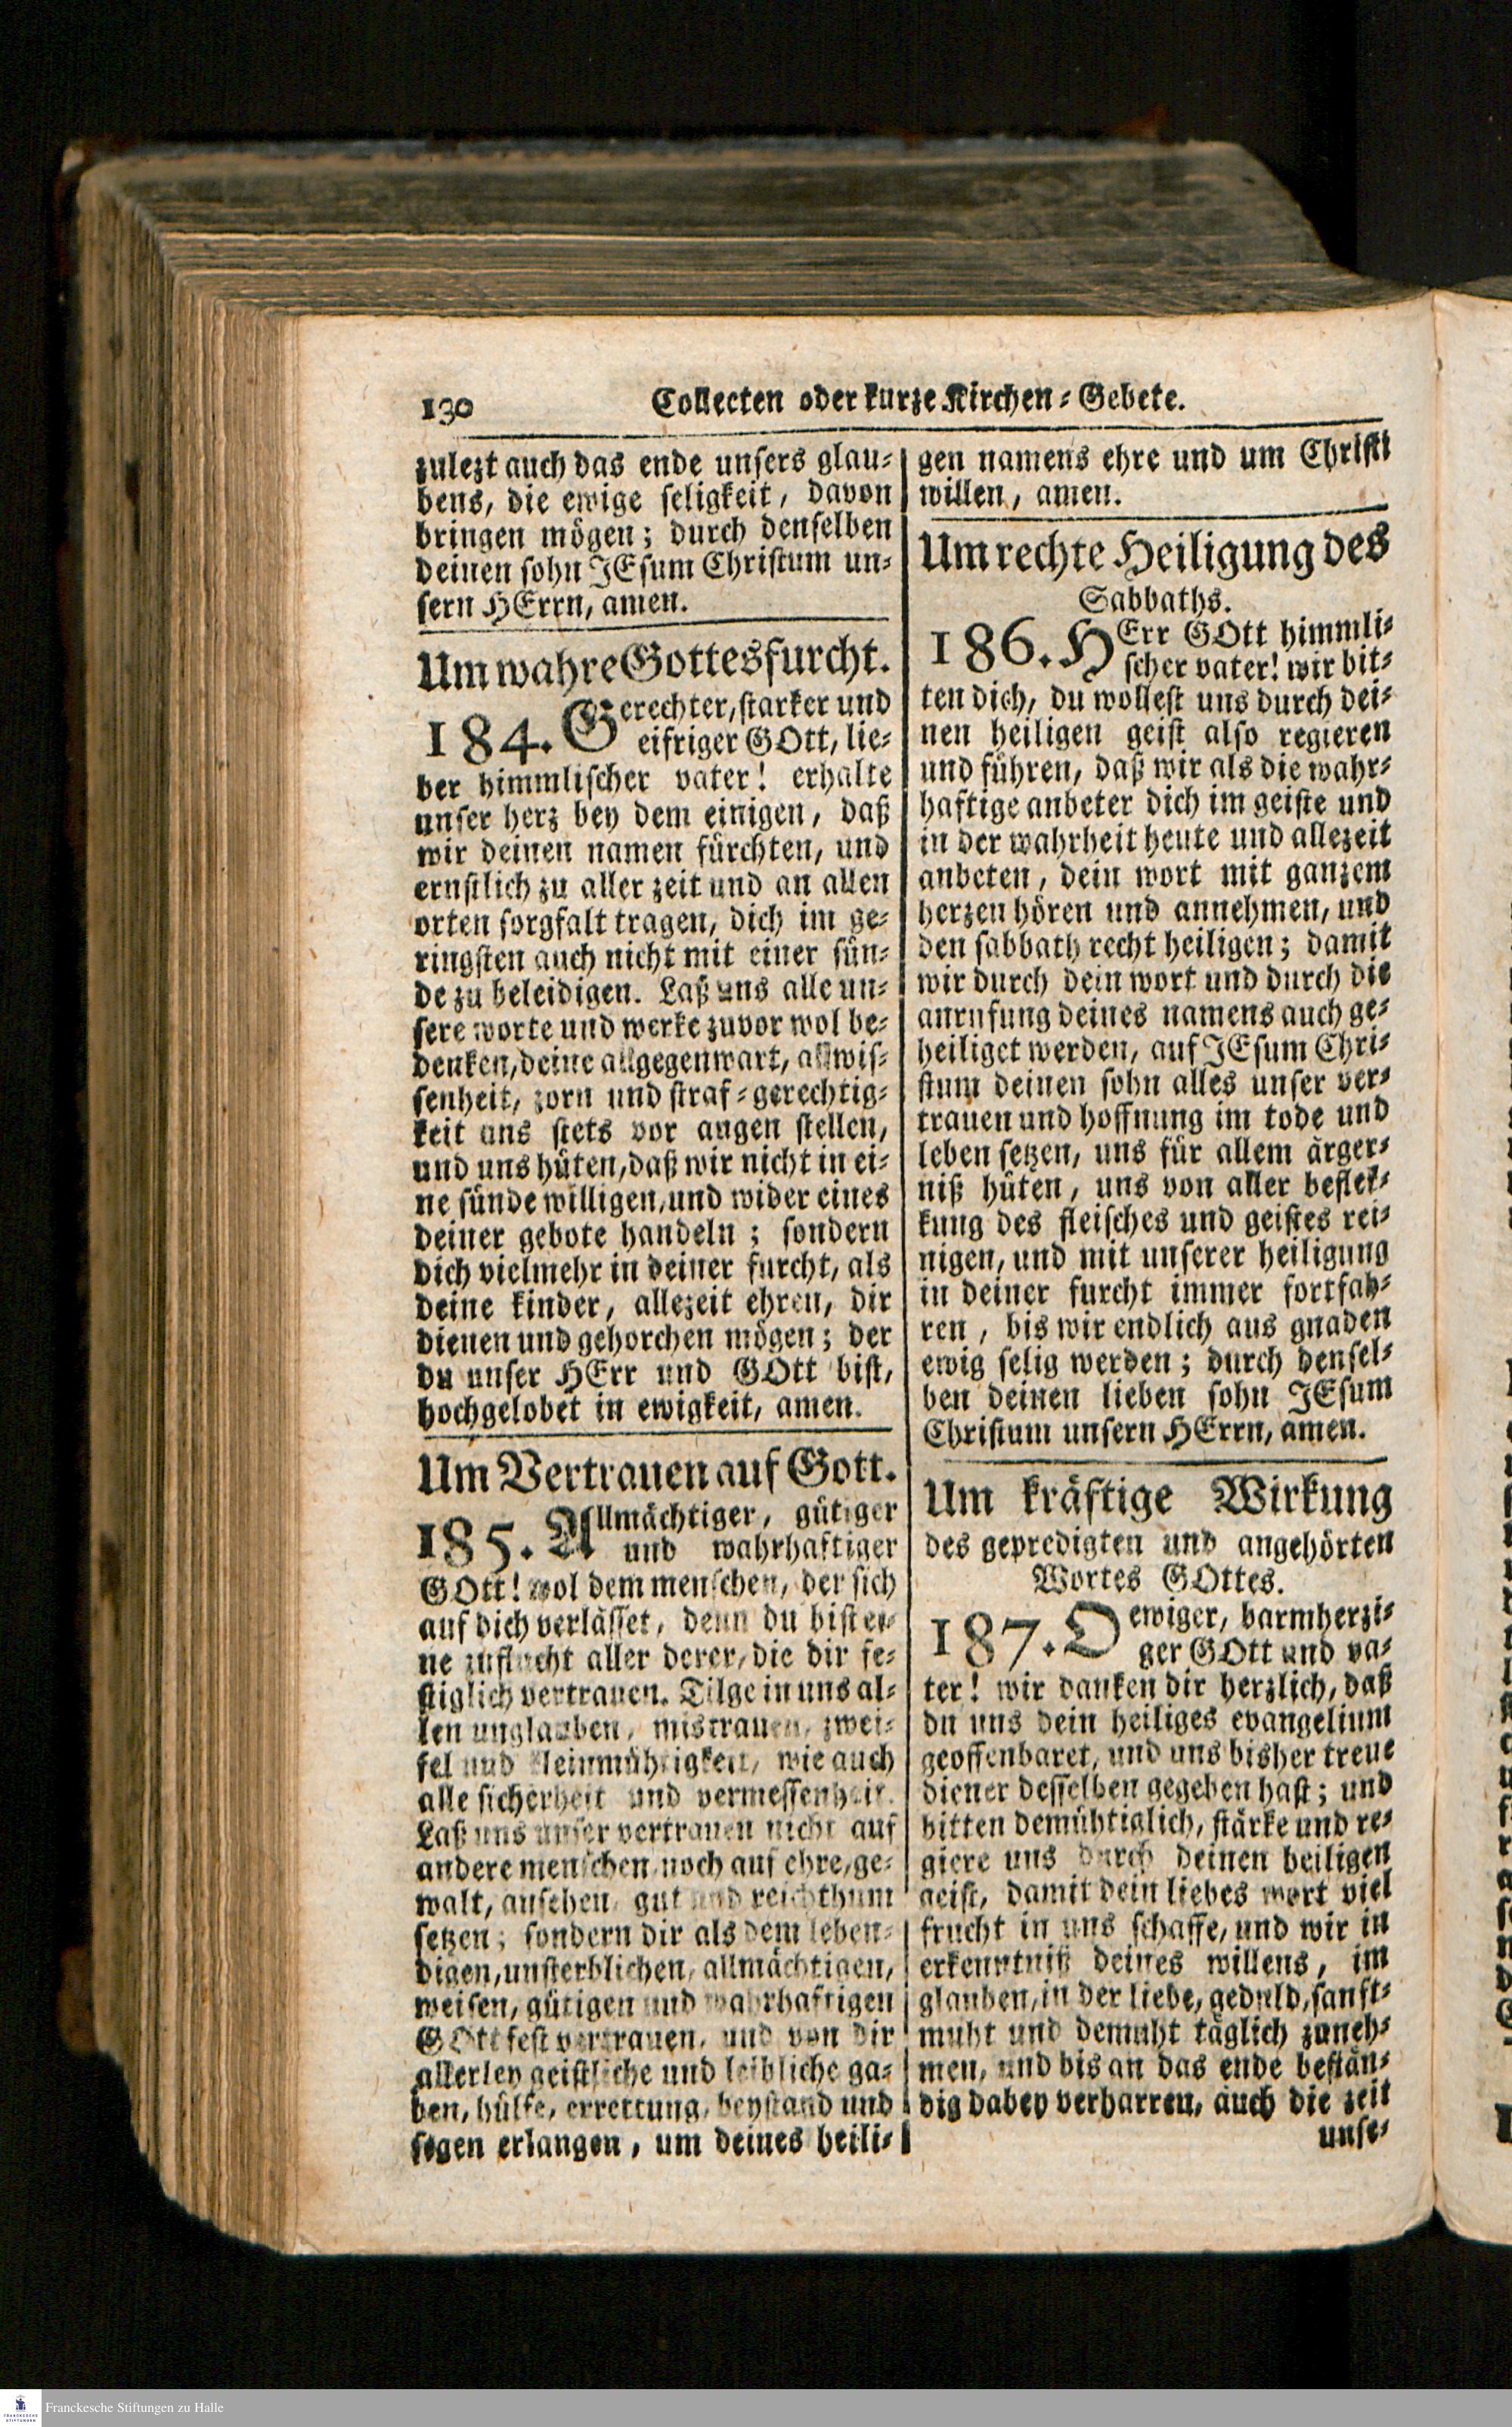 130 Collecten oder kurze Kirchen-Gebete.
zulezt auch das ende unsers glau-
bens, die ewige seligkeit, davon
bringen mögen; durch denselben
deinen sohn JEsum Christum un-
sern HErrn, amen.
Um wahre Gottesfurcht.
184. Gerechter, starker und
eifriger GOtt, lie-
ber himmlischer vater! erhalte
unser herz bey dem einigen, daß
wir deinen namen fürchten, und
ernstlich zu aller zeit und an allen
orten sorgfalt tragen, dich im ge-
ringsten auch nicht mit einer sün-
de zu beleidigen. Laß uns alle un-
sere worte und werke zuvor wol be-
denken, deine allgegenwart, allwis-
senheit, zorn und straf-gerechtig-
keit uns stets vor augen stellen,
und uns hüten, daß wir nicht in ei-
ne sünde willigen, und wider eines
deiner gebote handeln; sondern
dich vielmehr in deiner furcht, als
deine kinder, allezeit ehren, dir
dienen und gehorchen mögen; der
du unser HErr und GOtt bist,
hochgelobet in ewigkeit, amen.
Um Vertrauen auf Gott.
185. Allmächtiger, gütiger
und wahrhaftiger
GOtt! wol dem menschen, der sich
auf dich verlässet, denn du bist ei-
ne zuflucht aller derer, die dir fe-
stiglich vertrauen. Tilge in uns al-
len unglauben, mistrauen, zwei-
fel und kleinmühtigkeit, wie auch
alle sicherheit und vermessenheit.
Laß uns unser vertrauen nicht auf
andere menschen, noch auf ehre, ge-
walt, ansehen, gut und reichthum
setzen; sondern dir als dem leben-
digen, unsterblichen, allmächtigen,
weisen, gütigen und wahrhaftigen
GOtt fest vertrauen, und von dir
allerley geistliche und leibliche ga-
ben, hülfe, errettung, beystand und
segen erlangen, um deines heili-
gen namens ehre und um Christi
willen, amen.
Um rechte Heiligung des
Sabbaths.
186. HErr GOtt himmli-
scher vater! wir bit-
ten dich, du wollest uns durch dei-
nen heiligen geist also regieren
und führen, daß wir als die wahr-
haftige anbeter dich im geiste und
in der wahrheit heute und allezeit
anbeten, dein wort mit ganzem
herzen hören und annehmen, und
den sabbath recht heiligen; damit
wir durch dein wort und durch die
anrufung deines namens auch ge-
heiliget werden, auf JEsum Chri-
stum deinen sohn alles unser ver-
trauen und hoffnung im tode und
leben setzen, uns für allem ärger-
niß hüten, uns von aller beflek-
kung des fleisches und geistes rei-
nigen, und mit unserer heiligung
in deiner furcht immer fortfah-
ren, bis wir endlich aus gnaden
ewig selig werden; durch densel-
ben deinen lieben sohn JEsum
Christum unsern HErrn, amen.
Um kräftige Wirkung
des gepredigten und angehörten
Wortes GOttes.
187. O ewiger, barmherzi-
ger GOtt und va-
ter! wir danken dir herzlich, daß
du uns dein heiliges evangelium
geoffenbaret, und uns bisher treue
diener desselben gegeben hast; und
bitten demühtiglich, stärke und re-
giere uns durch deinen heiligen
geist, damit dein liebes wort viel
frucht in uns schaffe, und wir in
erkenntniß deines willens, im
glauben, in der liebe, geduld, sanft-
muht und demuht täglich zuneh-
men, und bis an das ende bestän-
dig dabey verharren, auch die zeit
unse-
Franckesche Stiftungen zu Halle
FRANCKESCHE
STIFTUNGEN